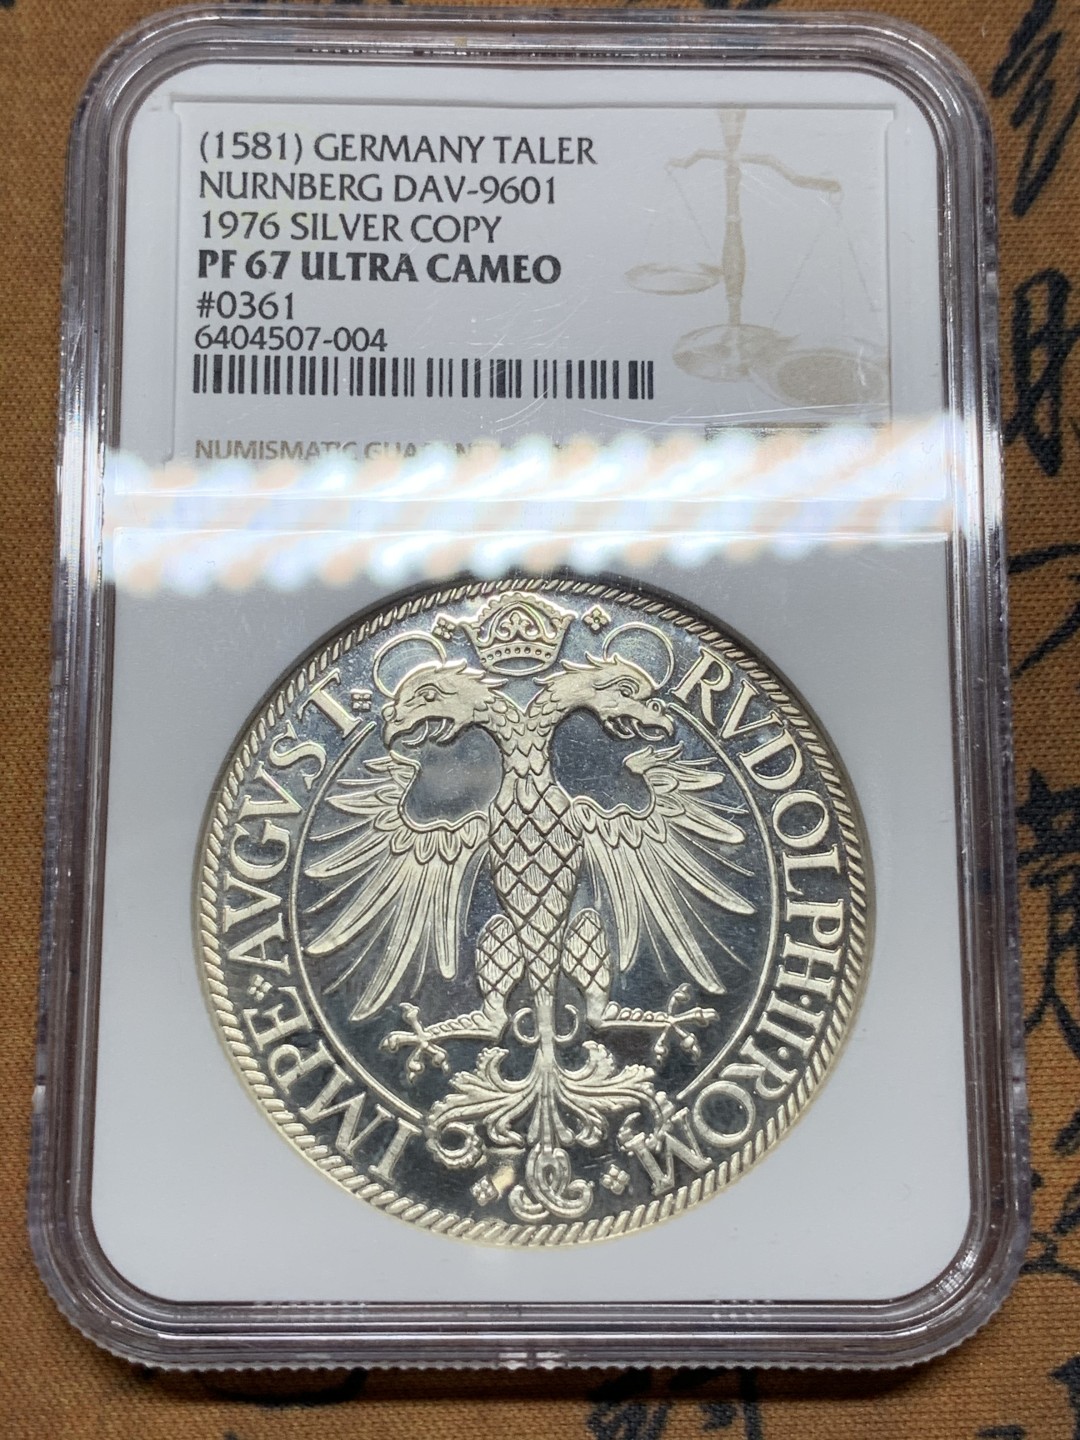 (1581) GERMANY TALER
NURNBERG DAV-9601
1976 SILVER COPY
PF 67 ULTRA CAMEO
#0361
6404507-004
NUMISMATIC
RVDOLPHI·II·ROM
IMPE·AVGVST